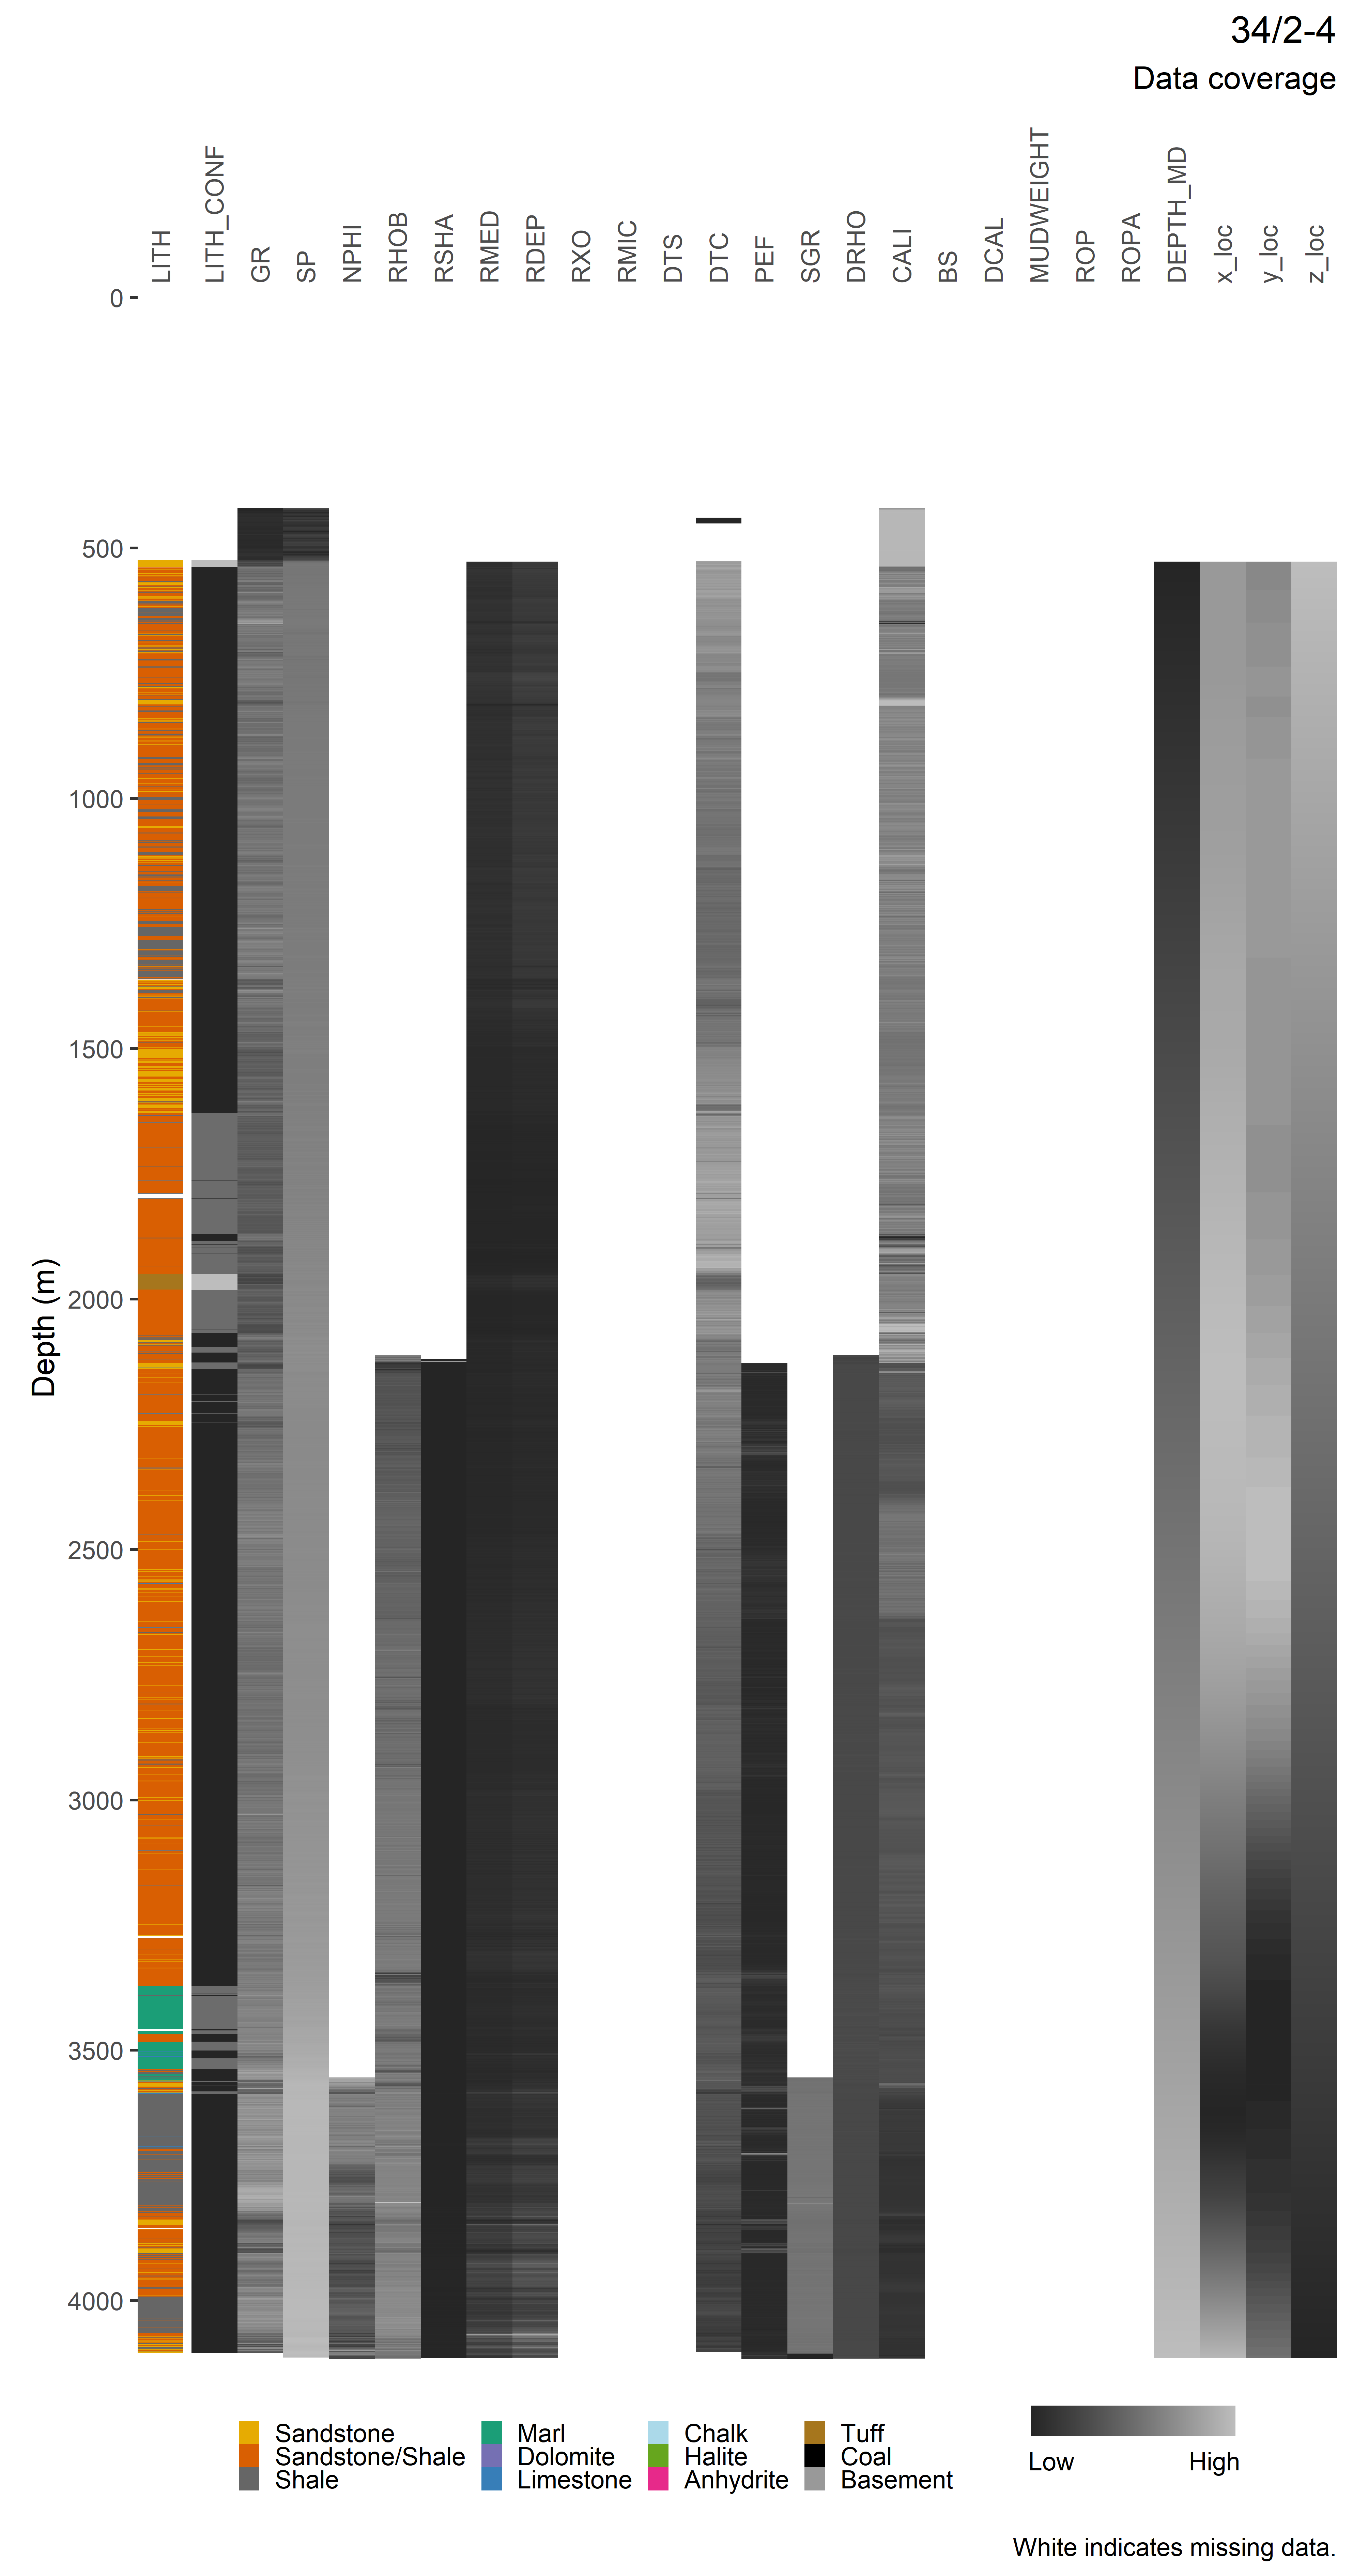 34/2-4
Data coverage
LITH
LITH_CONF
GR
SP
NPHI
RHOB
RSHA
RMED
RDEP
RXO
RMIC
DTS
DTC
PEF
SGR
DRHO
CALI
BS
DCAL
MUDWEIGHT
ROP
ROPA
DEPTH_MD
x_loc
y_loc
z_loc
0
500
1000
1500
2000
2500
3000
3500
4000
Depth (m)
Sandstone
Sandstone/Shale
Shale
Marl
Dolomite
Limestone
Chalk
Halite
Anhydrite
Tuff
Coal
Basement
Low High
White indicates missing data.